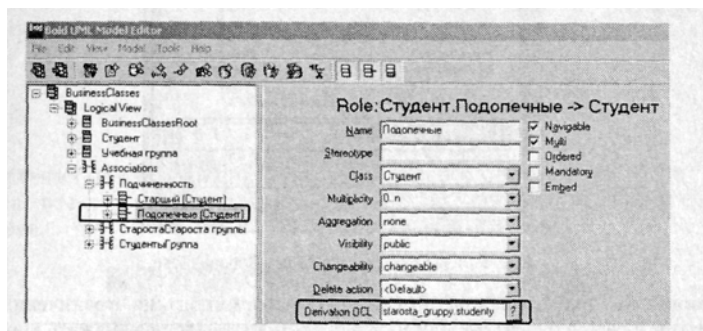 Bold UML Model Editor
File Edit View Model Tools Help
BusinessClasses
Logical View
BusinessClassesRoot
Студент
Учебная группа
Associations
Подчиненность
Старший (Студент)
Подопечные (Студент)
СтаростаСтароста группы
СтудентыГруппа
Role:Студент.Подопечные -> Студент
Name Подопечные
Stereotype
Class Студент
Multiplicity 0..n
Aggregation none
Visibility public
Changeability changeable
Delete action <Default>
Derivation OCL starosta_gruppy.studenty ?
Navigable
Multi
Ordered
Mandatory
Embed